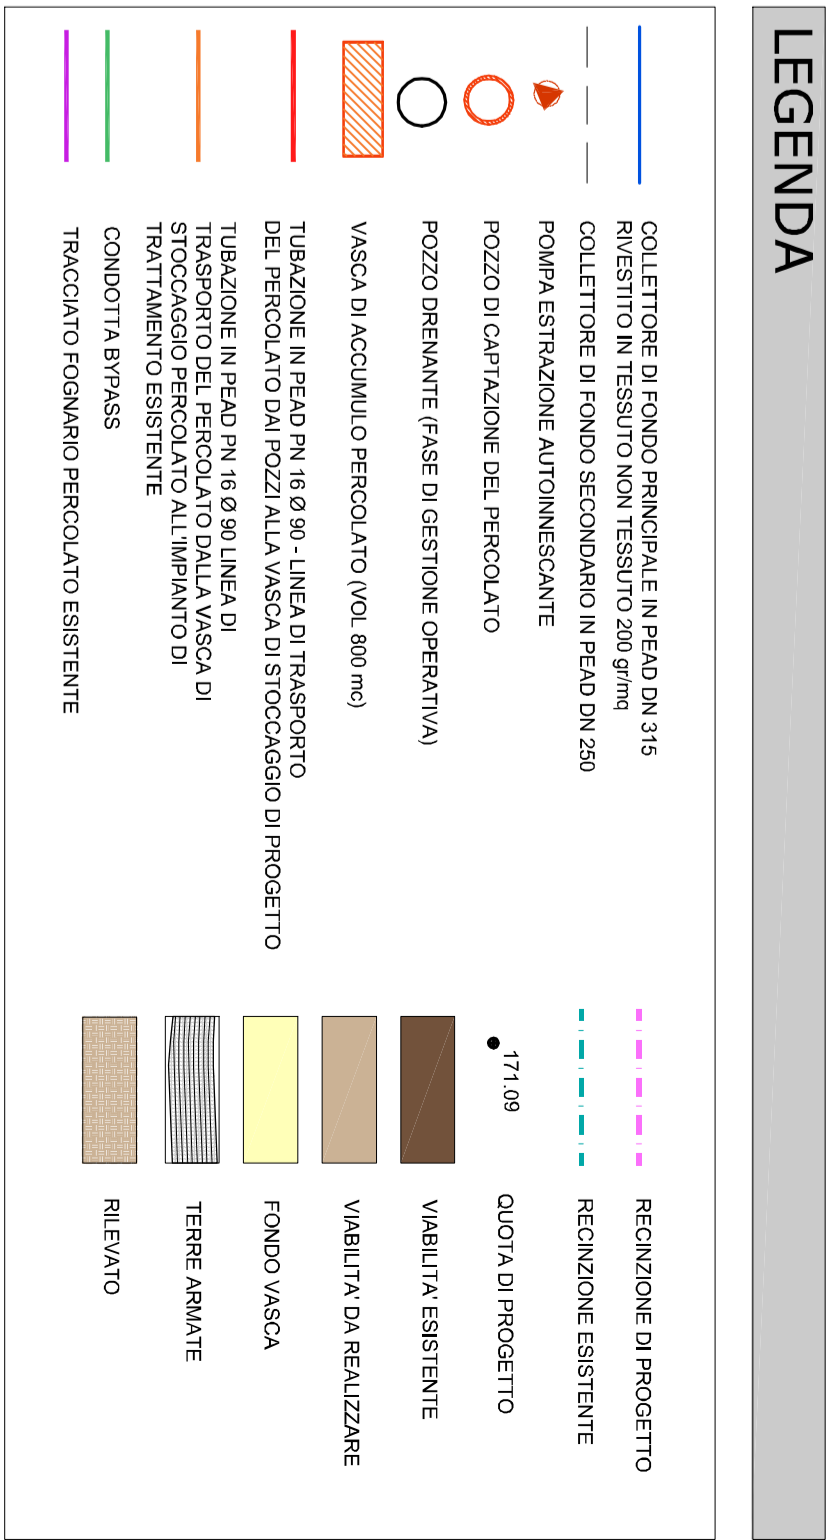 LEGENDA
COLLETTORE DI FONDO PRINCIPALE IN PEAD DN 315
RIVESTITO IN TESSUTO NON TESSUTO 200 gr/mq
COLLETTORE DI FONDO SECONDARIO IN PEAD DN 250
POMPA ESTRAZIONE AUTOINNESCANTE
POZZO DI CAPTAZIONE DEL PERCOLATO
POZZO DRENANTE (FASE DI GESTIONE OPERATIVA)
VASCA DI ACCUMULO PERCOLATO (VOL 800 mc)
TUBAZIONE IN PEAD PN 16 Ø 90 - LINEA DI TRASPORTO
DEL PERCOLATO DAI POZZI ALLA VASCA DI STOCCAGGIO DI PROGETTO
TUBAZIONE IN PEAD PN 16 Ø 90 LINEA DI
TRASPORTO DEL PERCOLATO DALLA VASCA DI
STOCCAGGIO PERCOLATO ALL'IMPIANTO DI
TRATTAMENTO ESISTENTE
CONDOTTA BYPASS
TRACCIATO FOGNARIO PERCOLATO ESISTENTE
RECINZIONE DI PROGETTO
RECINZIONE ESISTENTE
171.09
QUOTA DI PROGETTO
VIABILITA' ESISTENTE
VIABILITA' DA REALIZZARE
FONDO VASCA
TERRE ARMATE
RILEVATO